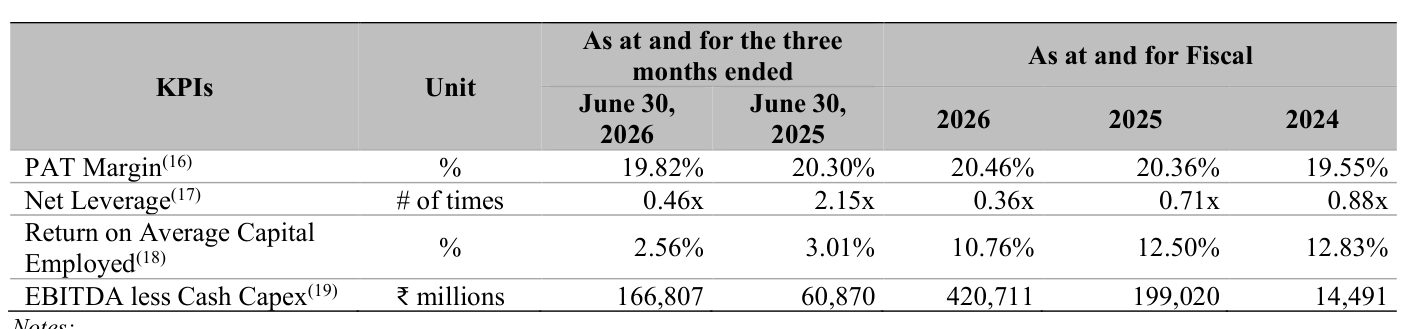 KPIs Unit As at and for the three months ended As at and for Fiscal
June 30, 2026 June 30, 2025 2026 2025 2024
PAT Margin(16) % 19.82% 20.30% 20.46% 20.36% 19.55%
Net Leverage(17) # of times 0.46x 2.15x 0.36x 0.71x 0.88x
Return on Average Capital Employed(18) % 2.56% 3.01% 10.76% 12.50% 12.83%
EBITDA less Cash Capex(19) ₹ millions 166,807 60,870 420,711 199,020 14,491
Notes: